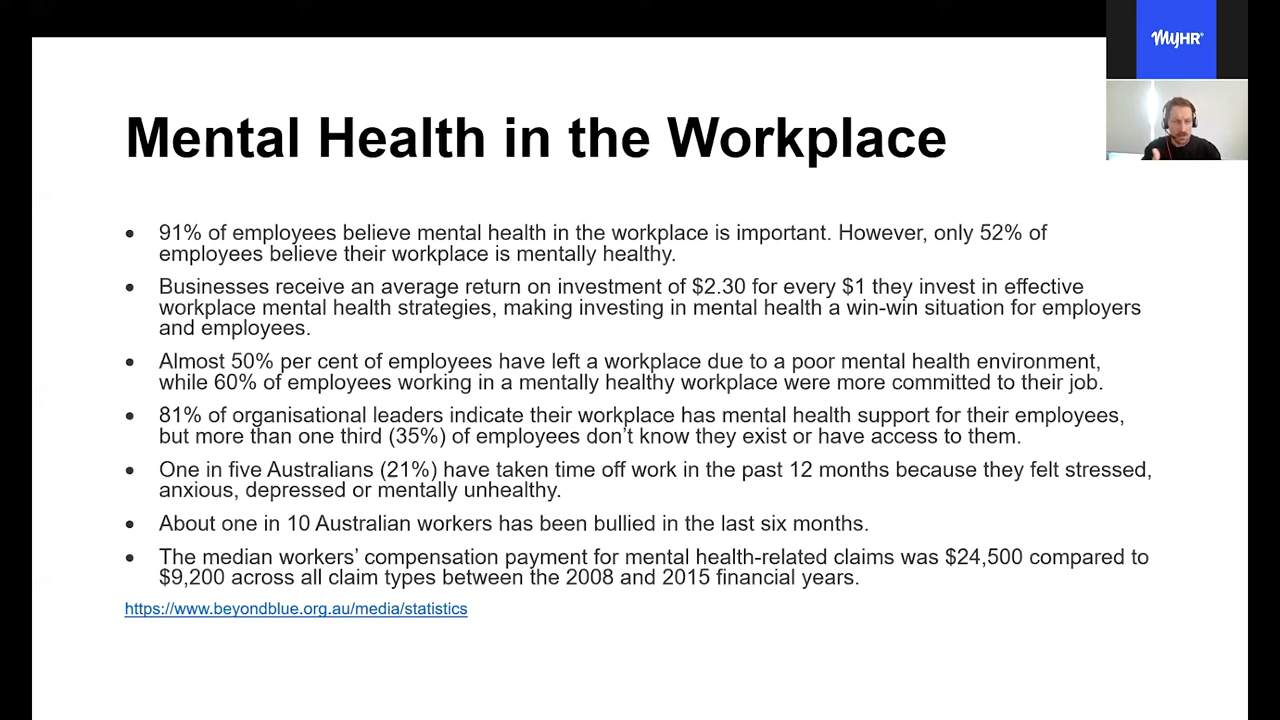 MyHR
Mental Health in the Workplace
• 91% of employees believe mental health in the workplace is important. However, only 52% of
employees believe their workplace is mentally healthy.
• Businesses receive an average return on investment of $2.30 for every $1 they invest in effective
workplace mental health strategies, making investing in mental health a win-win situation for employers
and employees.
• Almost 50% per cent of employees have left a workplace due to a poor mental health environment,
while 60% of employees working in a mentally healthy workplace were more committed to their job.
• 81% of organisational leaders indicate their workplace has mental health support for their employees,
but more than one third (35%) of employees don’t know they exist or have access to them.
• One in five Australians (21%) have taken time off work in the past 12 months because they felt stressed,
anxious, depressed or mentally unhealthy.
• About one in 10 Australian workers has been bullied in the last six months.
• The median workers’ compensation payment for mental health-related claims was $24,500 compared to
$9,200 across all claim types between the 2008 and 2015 financial years.
https://www.beyondblue.org.au/media/statistics